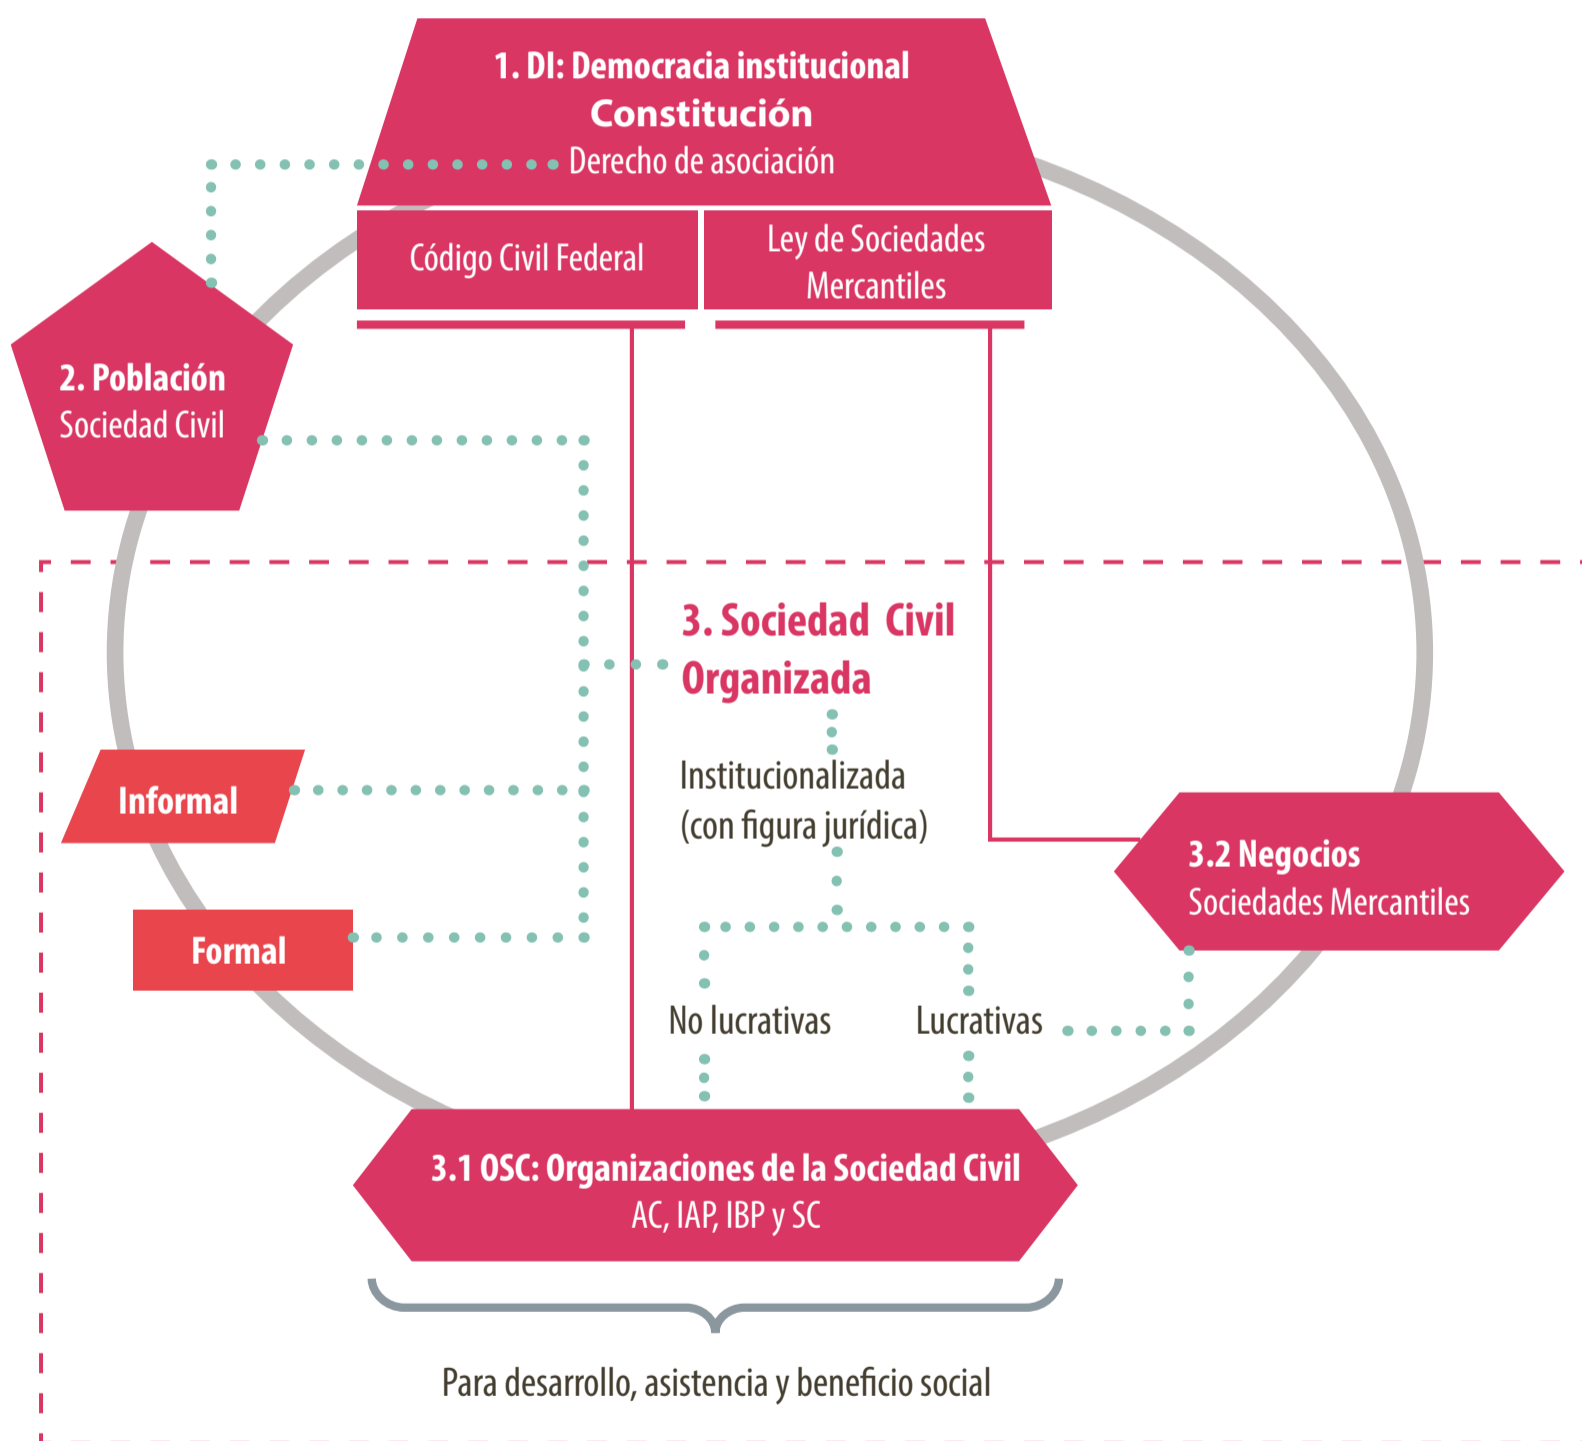 1. DI: Democracia institucional
Constitución
Derecho de asociación
Código Civil Federal
Ley de Sociedades
Mercantiles
2. Población
Sociedad Civil
3. Sociedad Civil
Organizada
Institucionalizada
(con figura jurídica)
Informal
Formal
3.2 Negocios
Sociedades Mercantiles
No lucrativas
Lucrativas
3.1 OSC: Organizaciones de la Sociedad Civil
AC, IAP, IBP y SC
Para desarrollo, asistencia y beneficio social